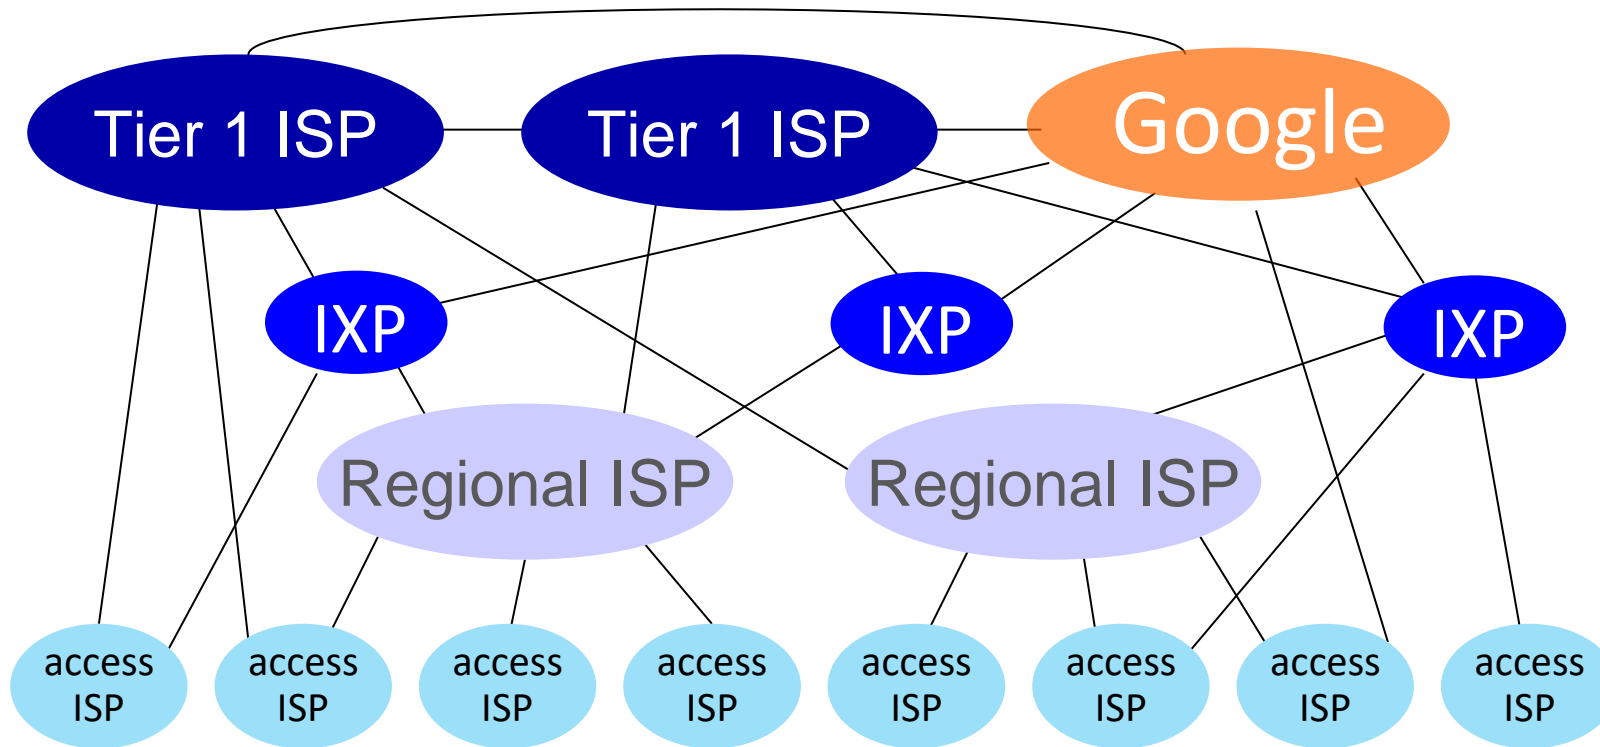 Tier 1 ISP
Tier 1 ISP
Google
IXP
IXP
IXP
Regional ISP
Regional ISP
access
ISP
access
ISP
access
ISP
access
ISP
access
ISP
access
ISP
access
ISP
access
ISP